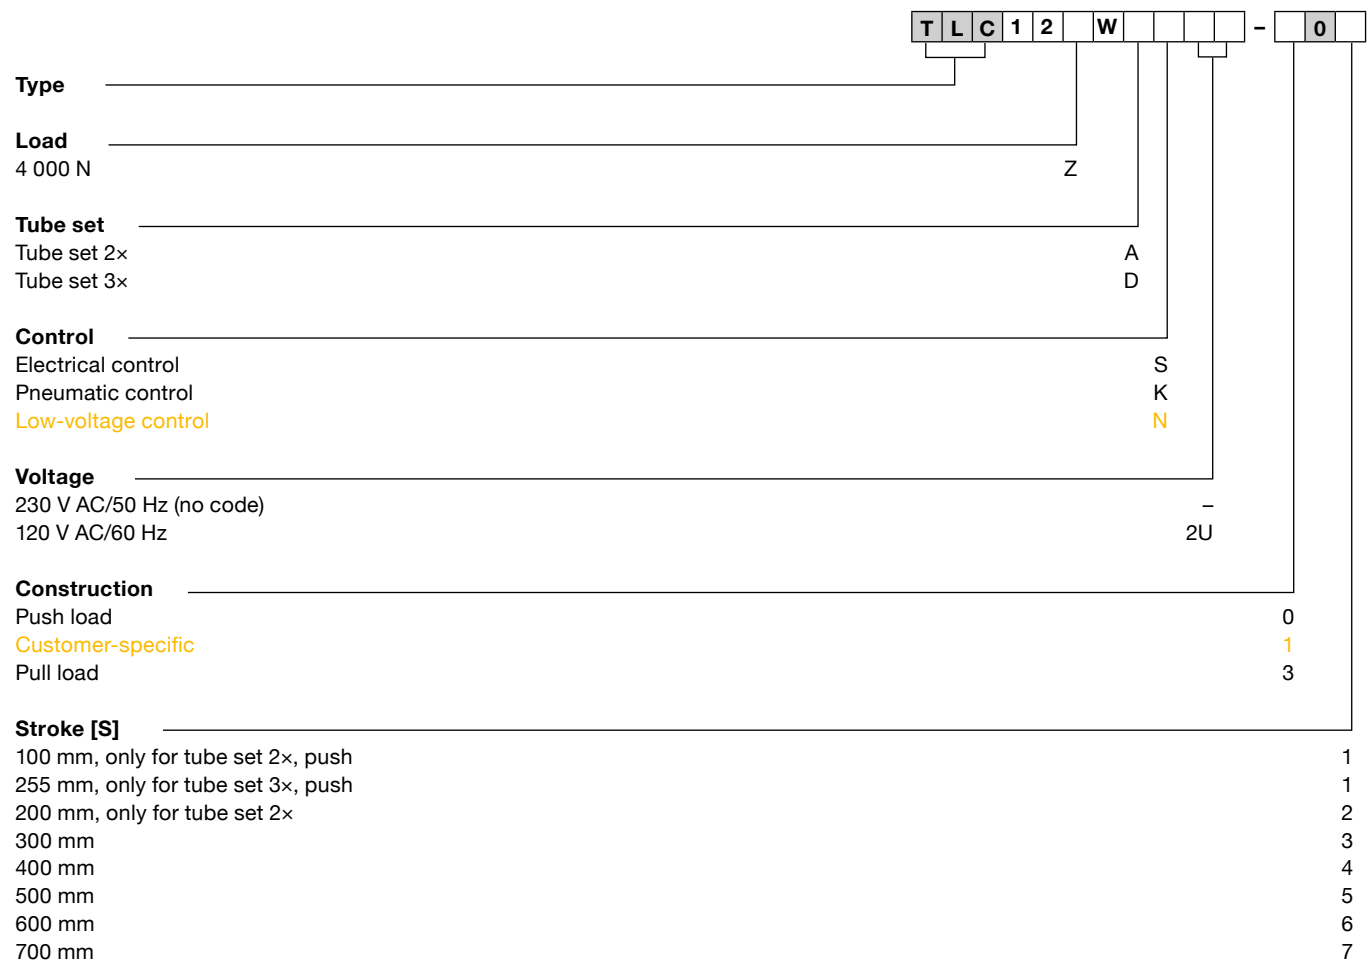 TLC12 W – 0
Type
Load
4 000 N Z
Tube set
Tube set 2× A
Tube set 3× D
Control
Electrical control S
Pneumatic control K
Low-voltage control N
Voltage
230 V AC/50 Hz (no code) –
120 V AC/60 Hz 2U
Construction
Push load 0
Customer-specific 1
Pull load 3
Stroke [S]
100 mm, only for tube set 2×, push 1
255 mm, only for tube set 3×, push 1
200 mm, only for tube set 2× 2
300 mm 3
400 mm 4
500 mm 5
600 mm 6
700 mm 7